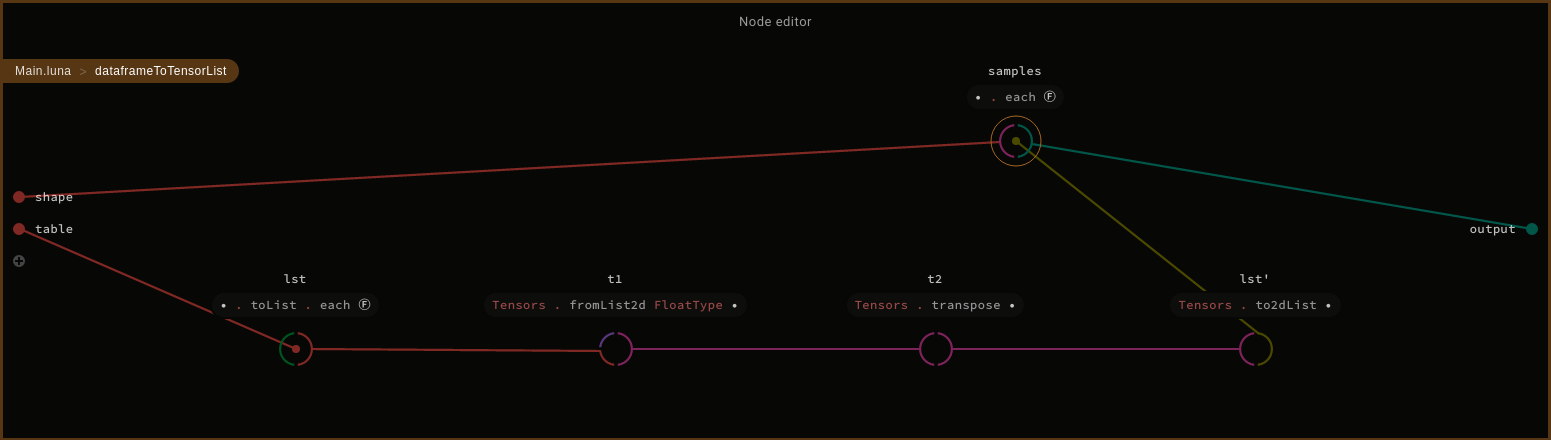 Node editor
Main.luna > dataframeToTensorList
samples
• . each Ⓕ
shape
table
output
lst
• . toList . each Ⓕ
t1
Tensors . fromList2d FloatType •
t2
Tensors . transpose •
lst'
Tensors . to2dList •